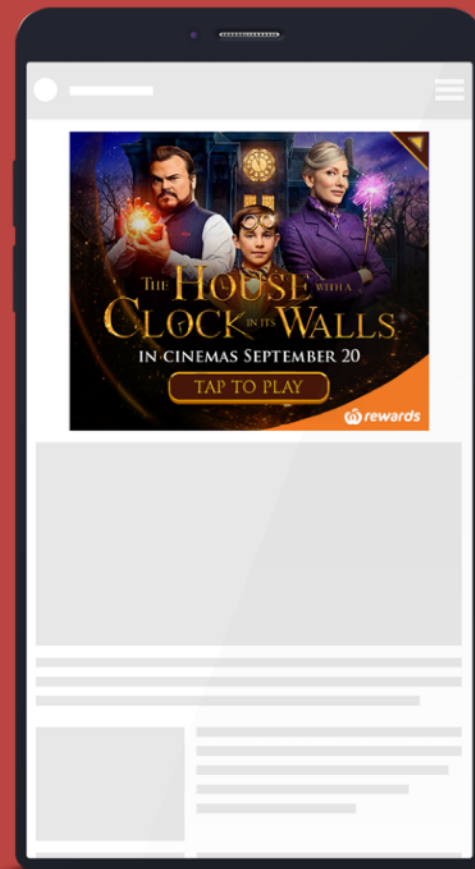 THE HOUSE WITH A
CLOCK IN ITS WALLS
IN CINEMAS SEPTEMBER 20
TAP TO PLAY
rewards